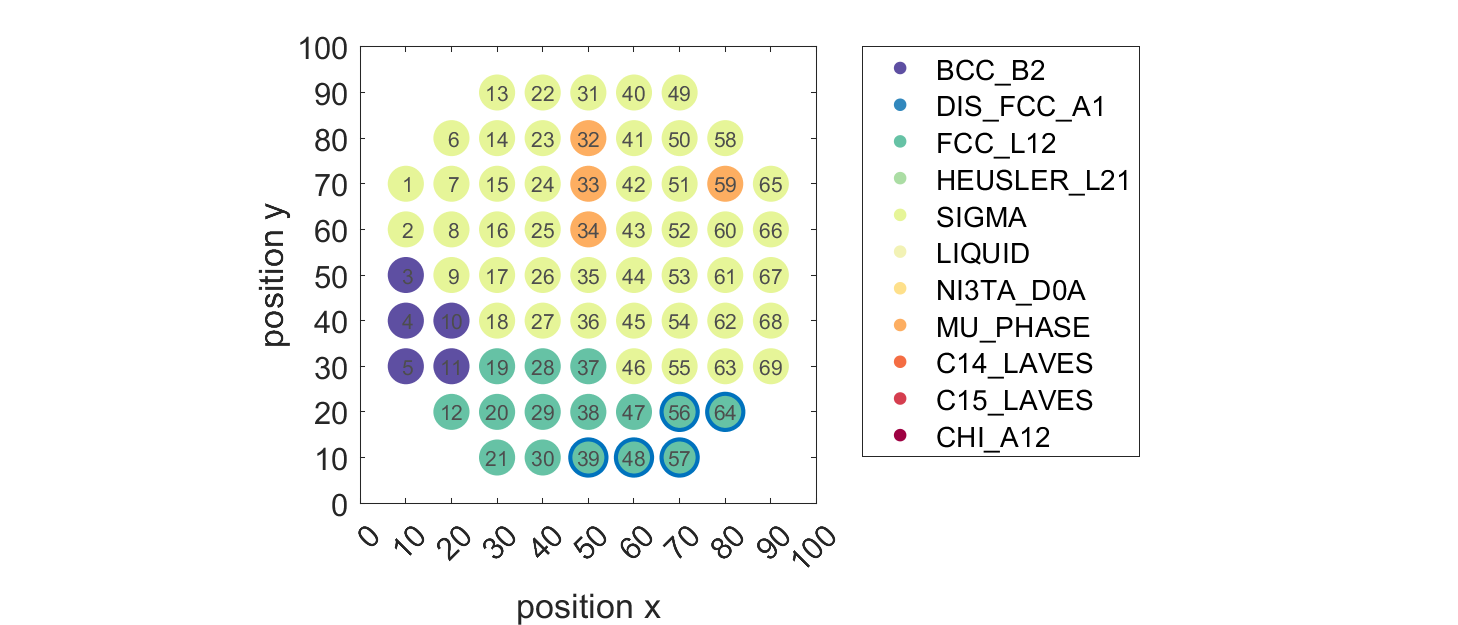 100
90
80
70
60
50
40
30
20
10
0
position y
13 22 31 40 49
6 14 23 32 41 50 58
1 7 15 24 33 42 51 59 65
2 8 16 25 34 43 52 60 66
3 9 17 26 35 44 53 61 67
4 10 18 27 36 45 54 62 68
5 11 19 28 37 46 55 63 69
12 20 29 38 47 56 64
21 30 39 48 57
0 10 20 30 40 50 60 70 80 90 100
position x
BCC_B2
DIS_FCC_A1
FCC_L12
HEUSLER_L21
SIGMA
LIQUID
NI3TA_D0A
MU_PHASE
C14_LAVES
C15_LAVES
CHI_A12